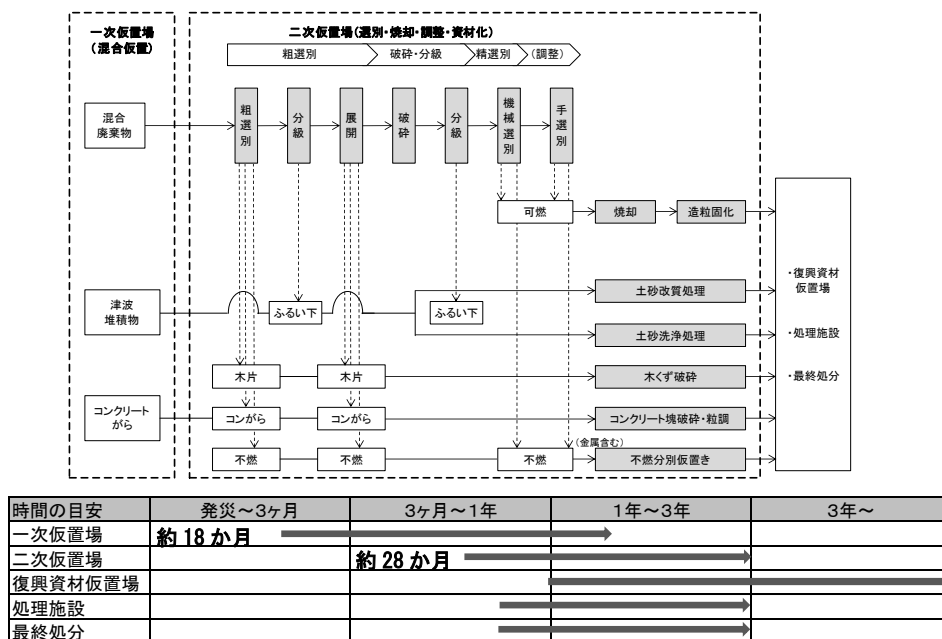 一次仮置場
(混合仮置)
二次仮置場(選別・焼却・調整・資材化)
粗選別
破砕・分級
精選別
(調整)
混合
廃棄物
粗選別
分級
展開
破砕
分級
機械選別
手選別
可燃
焼却
造粒固化
津波
堆積物
ふるい下
ふるい下
土砂改質処理
土砂洗浄処理
木片
木片
木くず破砕
コンクリート
がら
コンがら
コンがら
コンクリート塊破砕・粒調
不燃
不燃
不燃
(金属含む)
不燃分別仮置き
・復興資材
仮置場
・処理施設
・最終処分
時間の目安 発災～3ヶ月 3ヶ月～1年 1年～3年 3年～
一次仮置場 約18か月
二次仮置場 約28か月
復興資材仮置場
処理施設
最終処分